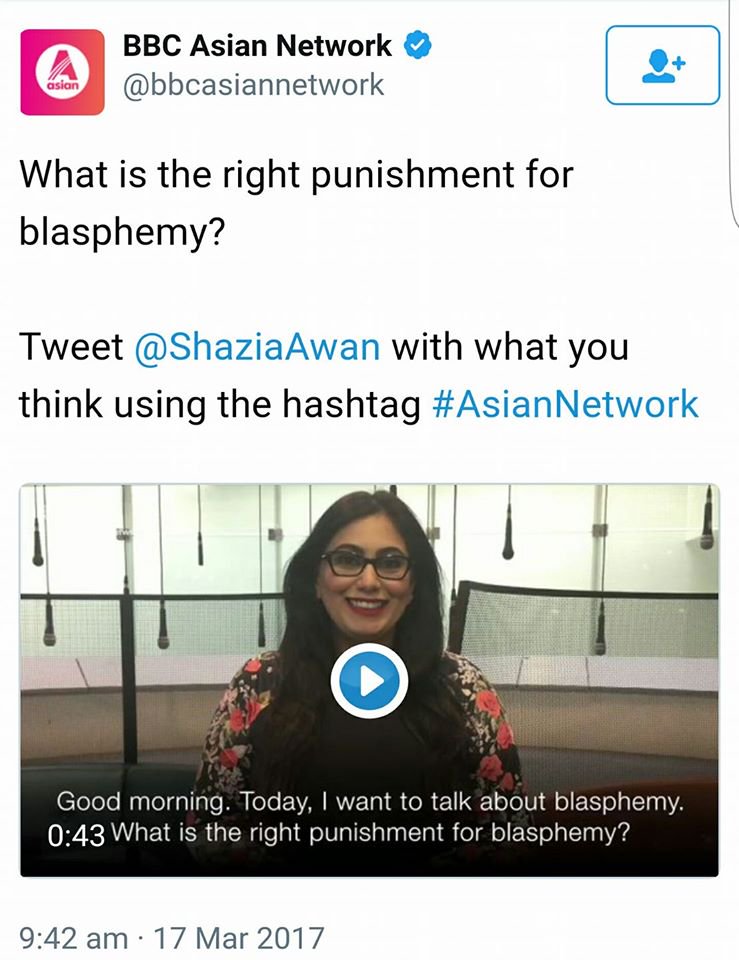 BBC Asian Network
asian
@bbcasiannetwork
What is the right punishment for
blasphemy?
Tweet @ShaziaAwan with what you
think using the hashtag #AsianNetwork
Good morning. Today, I want to talk about blasphemy.
0:43 What is the right punishment for blasphemy?
9:42 am · 17 Mar 2017